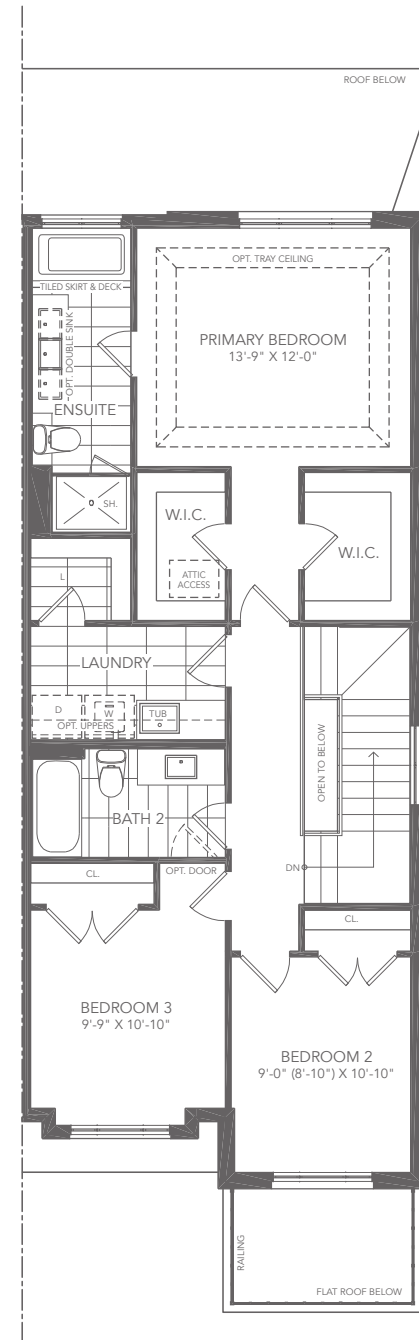 ROOF BELOW
OPT. TRAY CEILING
TILED SKIRT & DECK
PRIMARY BEDROOM
13'-9" X 12'-0"
OPT. DOUBLE SINK
ENSUITE
SH.
W.I.C.
W.I.C.
ATTIC
ACCESS
L
LAUNDRY
D
W
TUB
OPT. UPPERS
OPEN TO BELOW
BATH 2
DN
OPT. DOOR
CL.
CL.
BEDROOM 3
9'-9" X 10'-10"
BEDROOM 2
9'-0" (8'-10") X 10'-10"
RAILING
FLAT ROOF BELOW